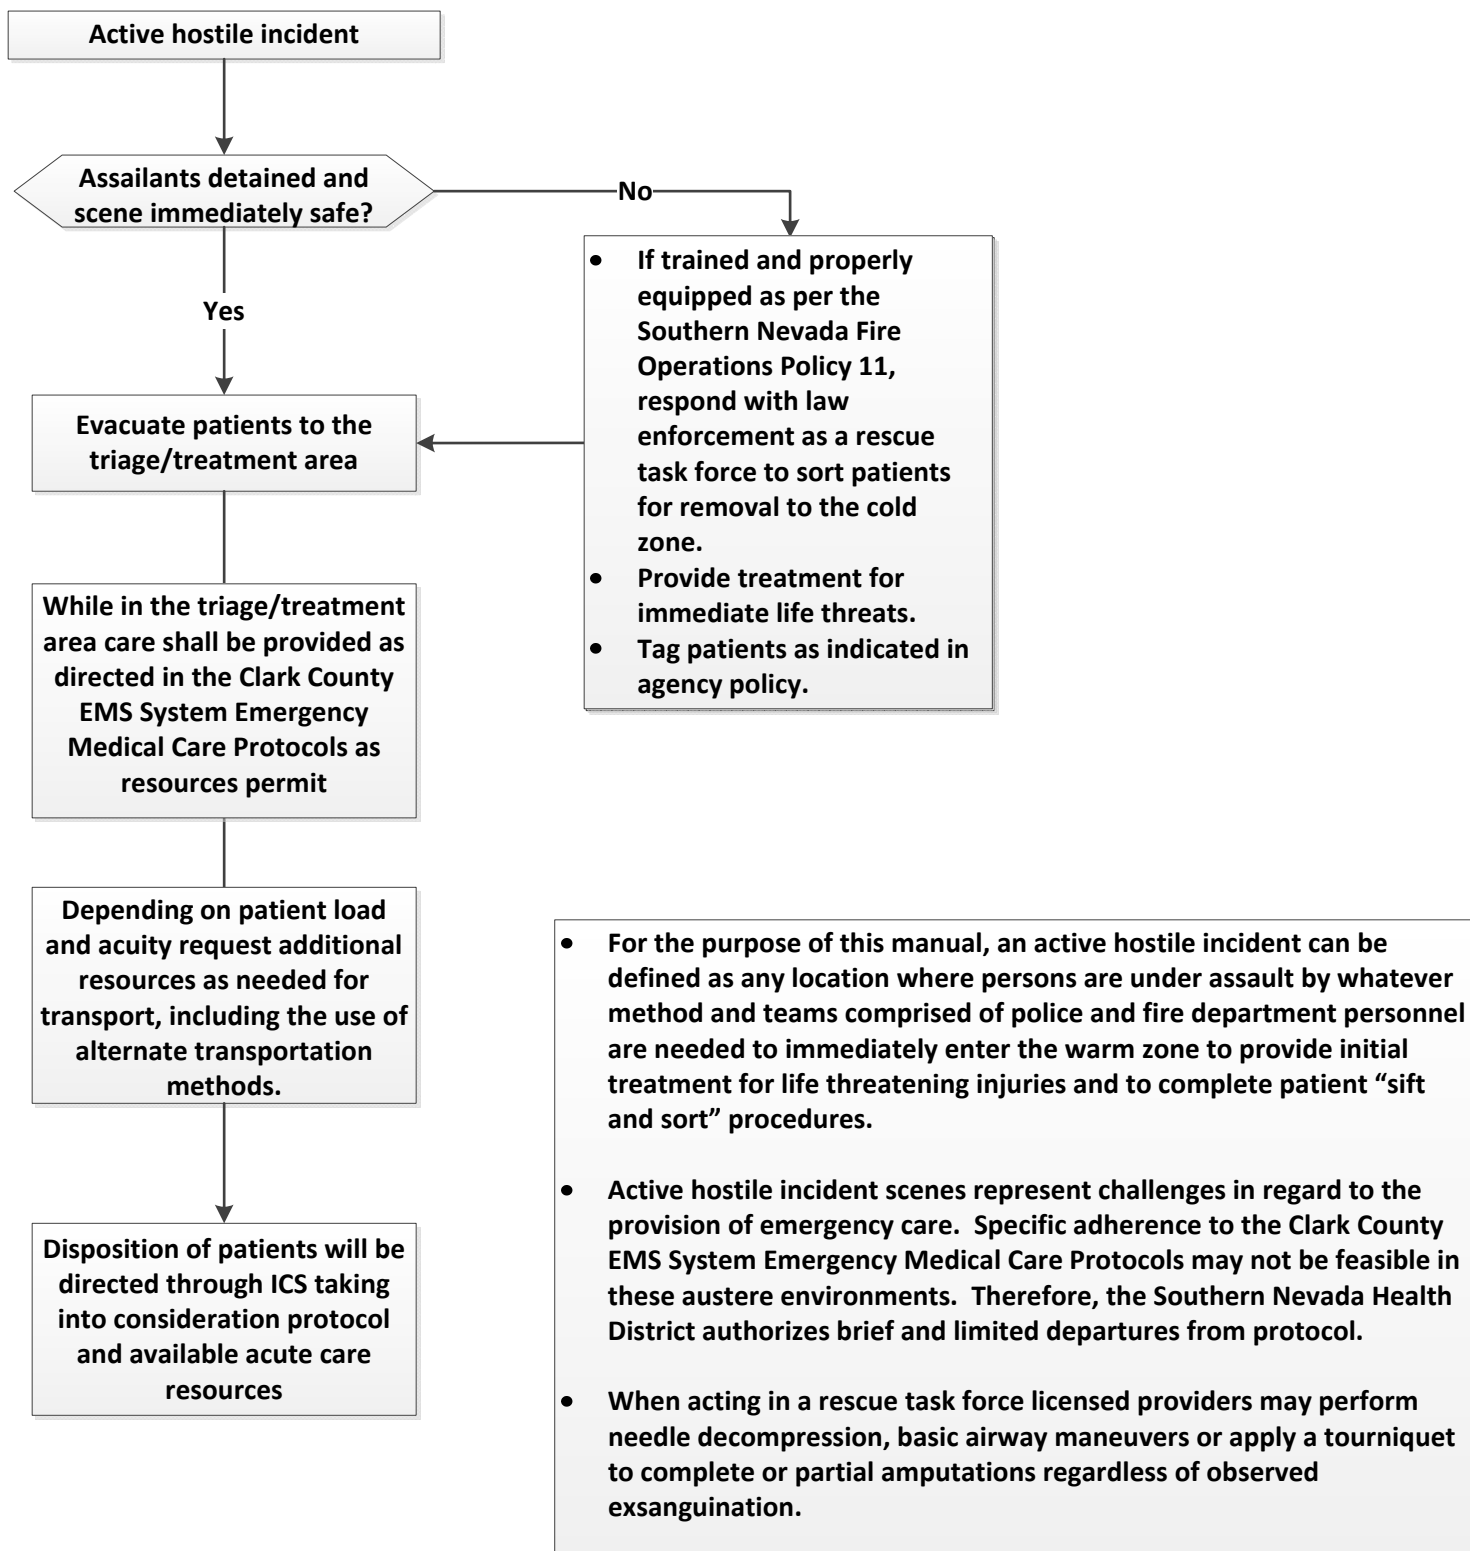 Active hostile incident
Assailants detained and
scene immediately safe?
No
Yes
• If trained and properly
equipped as per the
Southern Nevada Fire
Operations Policy 11,
respond with law
enforcement as a rescue
task force to sort patients
for removal to the cold
zone.
• Provide treatment for
immediate life threats.
• Tag patients as indicated in
agency policy.
Evacuate patients to the
triage/treatment area
While in the triage/treatment
area care shall be provided as
directed in the Clark County
EMS System Emergency
Medical Care Protocols as
resources permit
Depending on patient load
and acuity request additional
resources as needed for
transport, including the use of
alternate transportation
methods.
Disposition of patients will be
directed through ICS taking
into consideration protocol
and available acute care
resources
• For the purpose of this manual, an active hostile incident can be
defined as any location where persons are under assault by whatever
method and teams comprised of police and fire department personnel
are needed to immediately enter the warm zone to provide initial
treatment for life threatening injuries and to complete patient “sift
and sort” procedures.
• Active hostile incident scenes represent challenges in regard to the
provision of emergency care. Specific adherence to the Clark County
EMS System Emergency Medical Care Protocols may not be feasible in
these austere environments. Therefore, the Southern Nevada Health
District authorizes brief and limited departures from protocol.
• When acting in a rescue task force licensed providers may perform
needle decompression, basic airway maneuvers or apply a tourniquet
to complete or partial amputations regardless of observed
exsanguination.